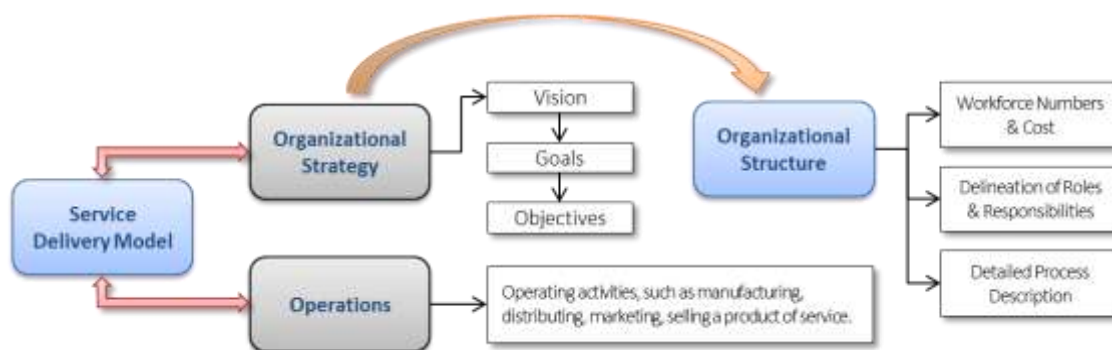 Service
Delivery Model
Organizational
Strategy
Vision
Goals
Objectives
Operations
Operating activities, such as manufacturing,
distributing, marketing, selling a product of service.
Organizational
Structure
Workforce Numbers
& Cost
Delineation of Roles
& Responsibilities
Detailed Process
Description